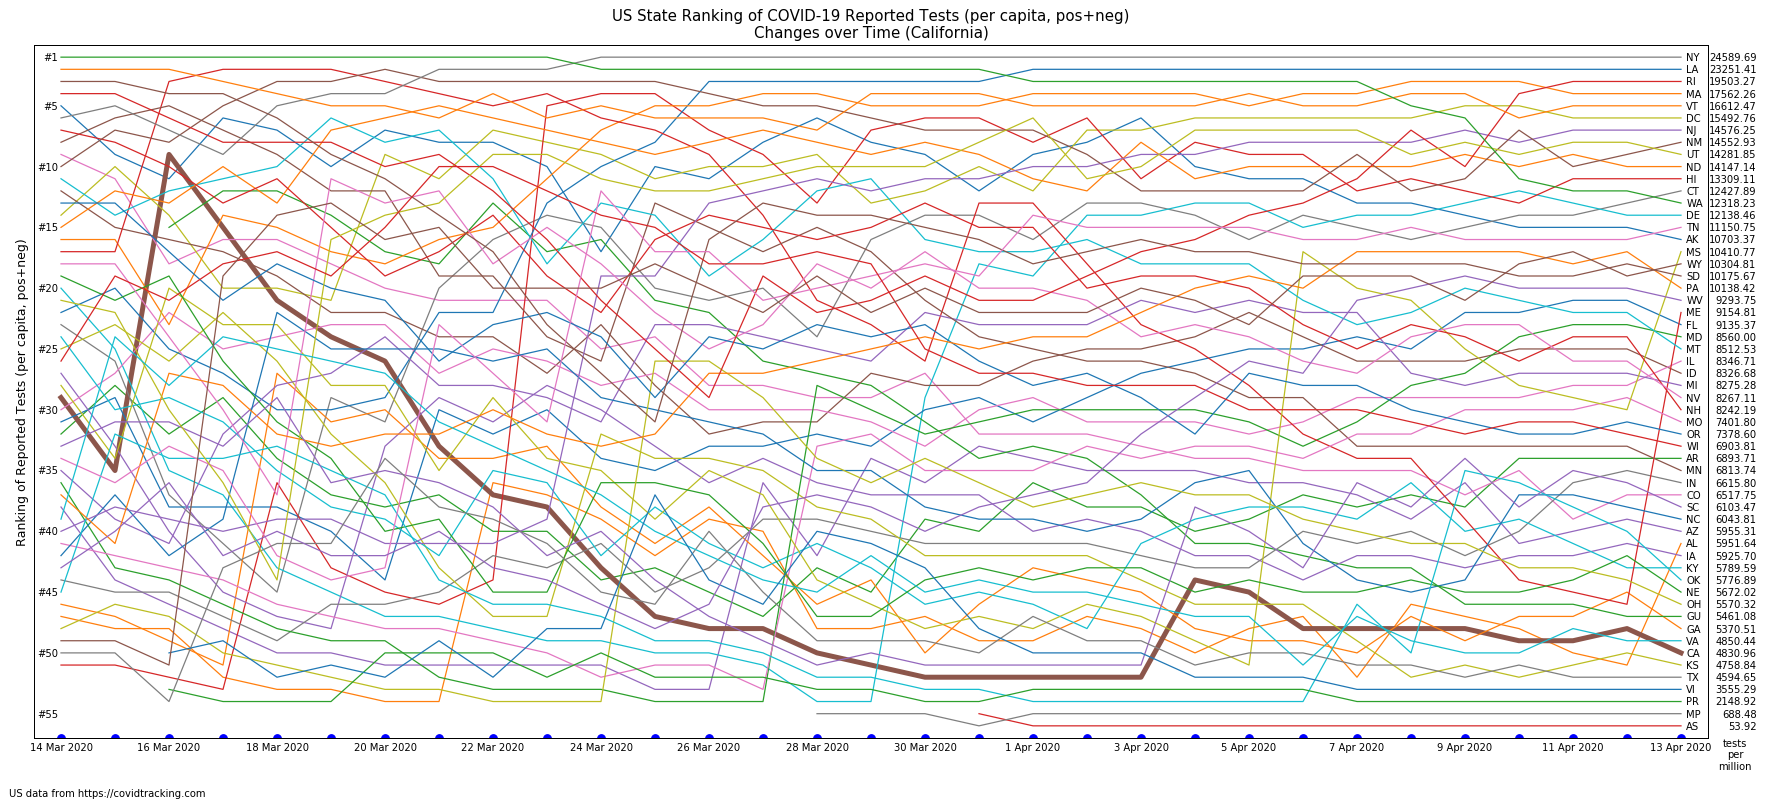 US State Ranking of COVID-19 Reported Tests (per capita, pos+neg)
Changes over Time (California)
Ranking of Reported Tests (per capita, pos+neg)
#1
#5
#10
#15
#20
#25
#30
#35
#40
#45
#50
#55
NY 24589.69
LA 23251.41
RI 19503.27
MA 17562.26
VT 16612.47
DC 15492.76
NJ 14576.25
NM 14552.93
UT 14281.85
ND 14147.14
HI 13309.11
CT 12427.89
WA 12318.23
DE 12138.46
TN 11150.75
AK 10703.37
MS 10410.77
WY 10304.81
SD 10175.67
PA 10138.42
WV 9293.75
ME 9154.81
FL 9135.37
MD 8560.00
MT 8512.53
IL 8346.71
ID 8326.68
MI 8275.28
NV 8267.11
NH 8242.19
MO 7401.80
OR 7378.60
WI 6903.81
AR 6893.71
MN 6813.74
IN 6615.80
CO 6517.75
SC 6103.47
NC 6043.81
AZ 5955.31
AL 5951.64
IA 5925.70
KY 5789.59
OK 5776.89
NE 5672.02
OH 5570.32
GU 5461.08
GA 5370.51
VA 4850.44
CA 4830.96
KS 4758.84
TX 4594.65
VI 3555.29
PR 2148.92
MP 688.48
AS 53.92
14 Mar 2020 16 Mar 2020 18 Mar 2020 20 Mar 2020 22 Mar 2020 24 Mar 2020 26 Mar 2020 28 Mar 2020 30 Mar 2020 1 Apr 2020 3 Apr 2020 5 Apr 2020 7 Apr 2020 9 Apr 2020 11 Apr 2020 13 Apr 2020
tests
per
million
US data from https://covidtracking.com